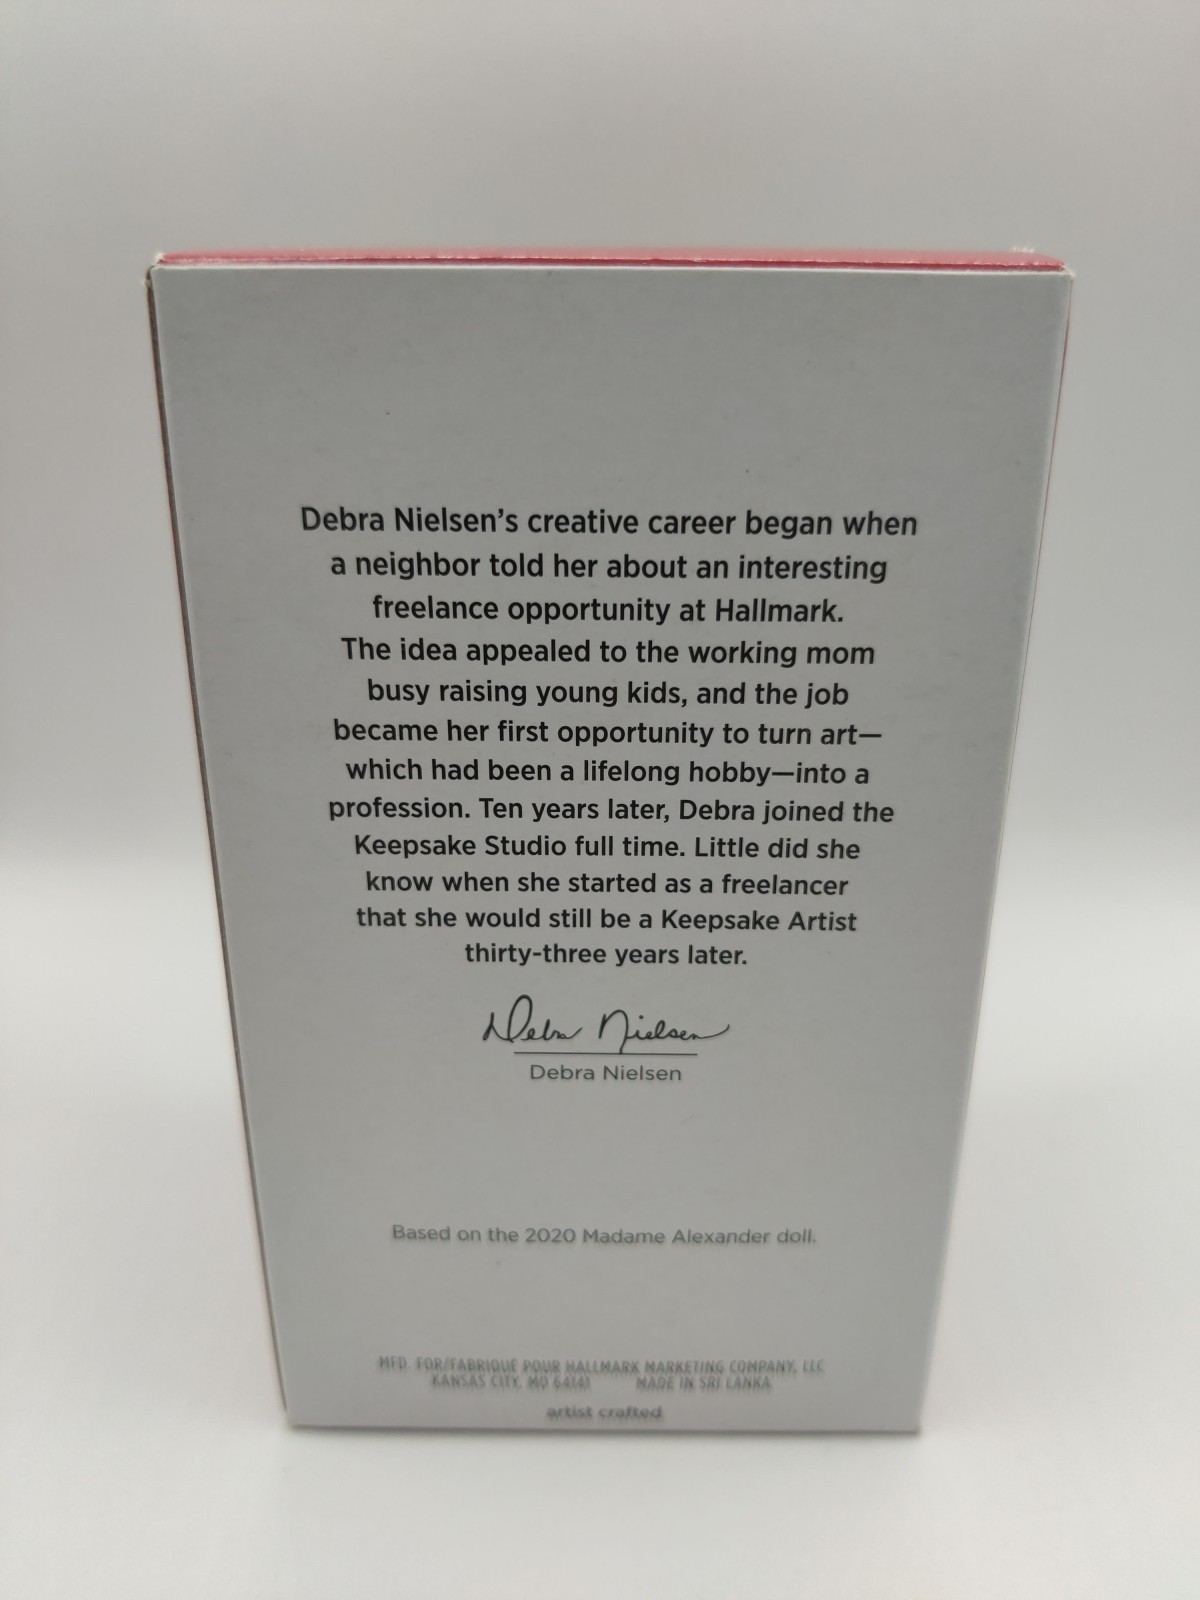 Debra Nielsen's creative career began when
a neighbor told her about an interesting
freelance opportunity at Hallmark.
The idea appealed to the working mom
busy raising young kids, and the job
became her first opportunity to turn art—
which had been a lifelong hobby—into a
profession. Ten years later, Debra joined the
Keepsake Studio full time. Little did she
know when she started as a freelancer
that she would still be a Keepsake Artist
thirty-three years later.
Debra Nielsen
Debra Nielsen
Based on the 2020 Madame Alexander doll.
MFD. FOR/FABRIQUÉ POUR HALLMARK MARKETING COMPANY, LLC
KANSAS CITY, MO 64141 MADE IN SRI LANKA
artist crafted